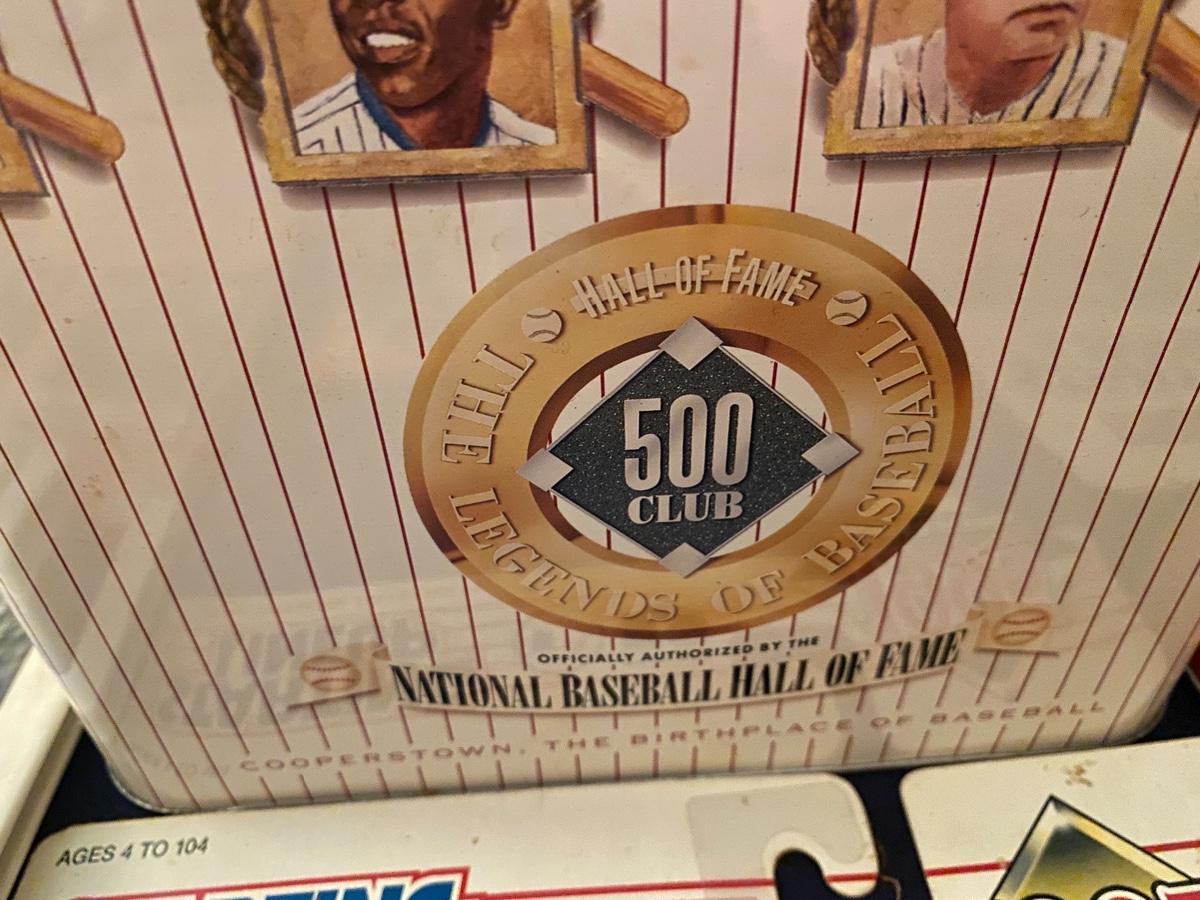 HALL OF FAME
THE LEGENDS OF BASEBALL
500
CLUB
OFFICIALLY AUTHORIZED BY THE
NATIONAL BASEBALL HALL OF FAME
COOPERSTOWN, THE BIRTHPLACE OF BASEBALL
AGES 4 TO 104